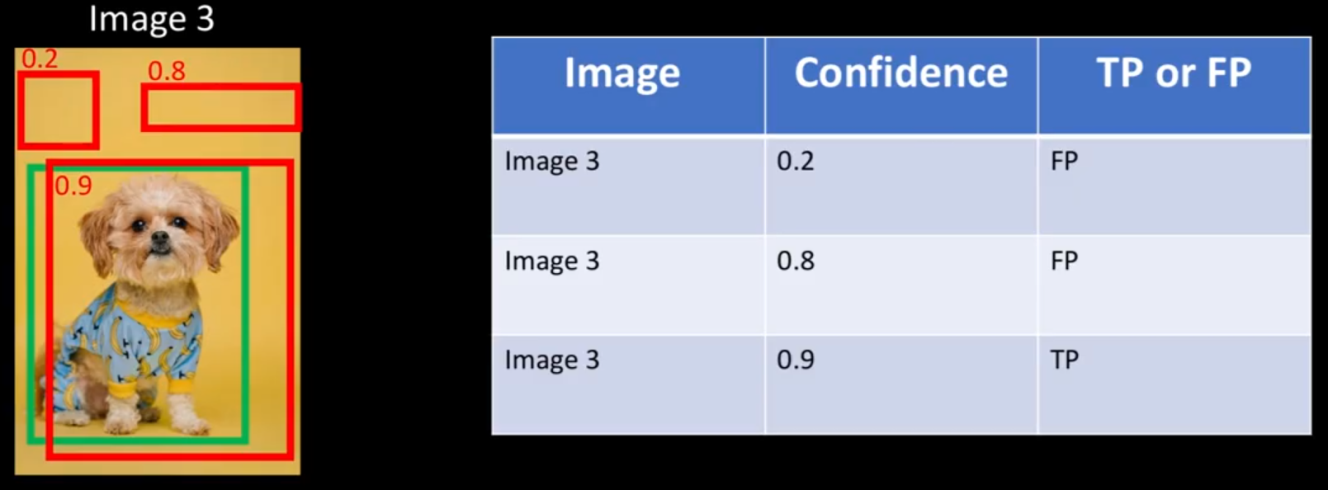 Image 3
0.2
0.8
0.9
Image Confidence TP or FP
Image 3 0.2 FP
Image 3 0.8 FP
Image 3 0.9 TP